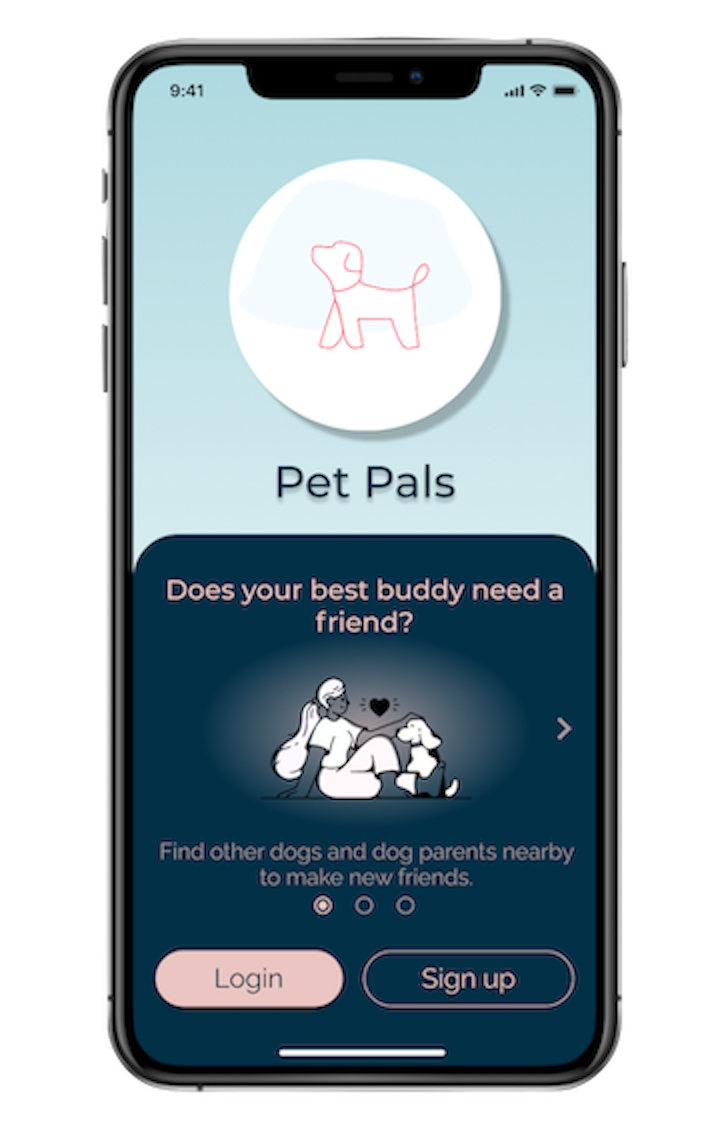 9:41
Pet Pals
Does your best buddy need a
friend?
Find other dogs and dog parents nearby
to make new friends.
Login
Sign up